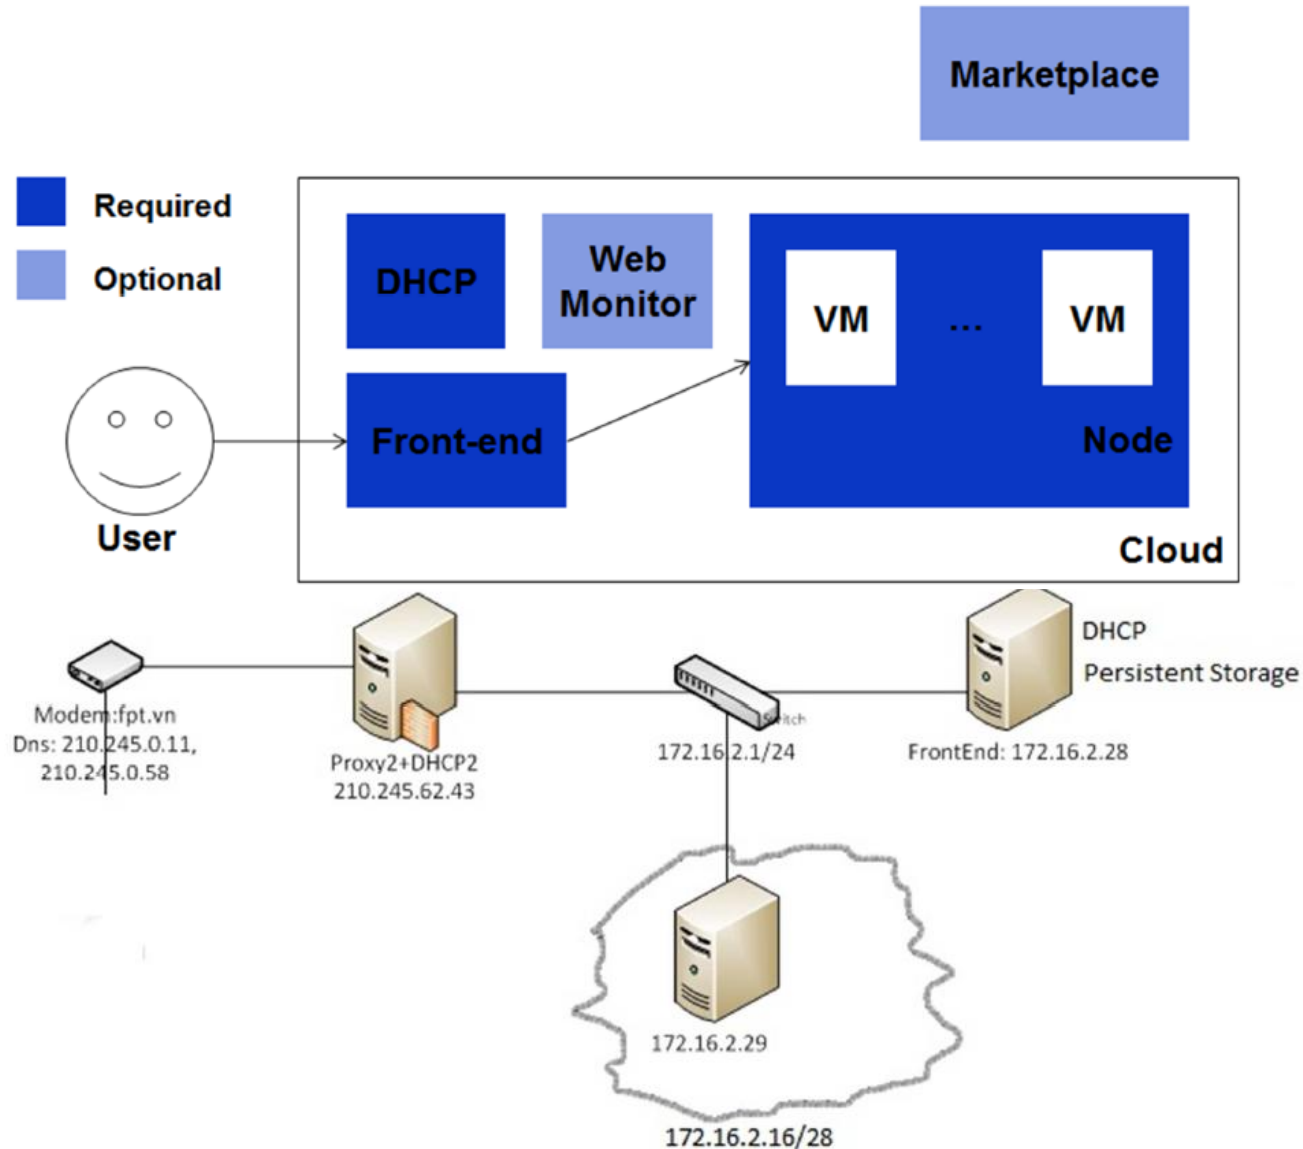 Marketplace
Required
Optional
DHCP
Web
Monitor
VM
...
VM
Front-end
Node
User
Cloud
DHCP
Persistent Storage
Modem:fpt.vn
Dns: 210.245.0.11,
210.245.0.58
Proxy2+DHCP2
210.245.62.43
Switch
172.16.2.1/24
FrontEnd: 172.16.2.28
172.16.2.29
172.16.2.16/28